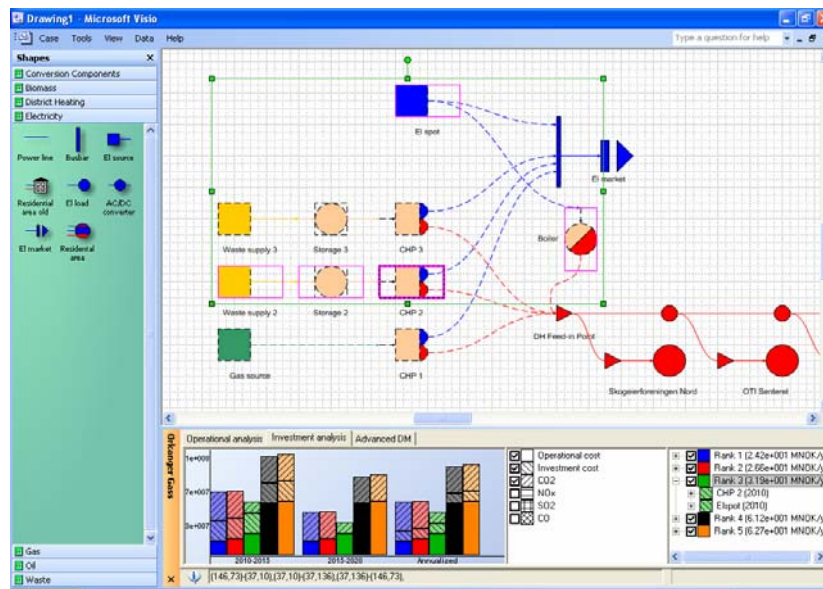 Drawing1 - Microsoft Visio
Case Tools View Data Help
Type a question for help
Shapes
Conversion Components
Biomass
District Heating
Electricity
Power line
Busbar
El source
Residential area old
El load
AC/DC converter
El market
Residental area
Gas
Oil
Waste
El spot
El market
Boiler
Waste supply 3
Storage 3
CHP 3
Waste supply 2
Storage 2
CHP 2
DH Feed-in Point
Gas source
CHP 1
Skogeierforeningen Nord
OTI Senteret
Orkanger Gass
Operational analysis
Investment analysis
Advanced DM
1e+008
2e+007
3e+007
2010-2015
2015-2020
Annualized
Operational cost
Investment cost
CO2
NOx
SO2
CO
Rank 1 (2.42e+001 MNOK/y
Rank 2 (2.66e+001 MNOK/y
Rank 3 (3.19e+001 MNOK/y
CHP 2 (2010)
Elspot (2010)
Rank 4 (6.12e+001 MNOK/y
Rank 5 (6.27e+001 MNOK/y
(146,73)-(37,10),(37,10)-(37,136),(37,136)-(146,73),